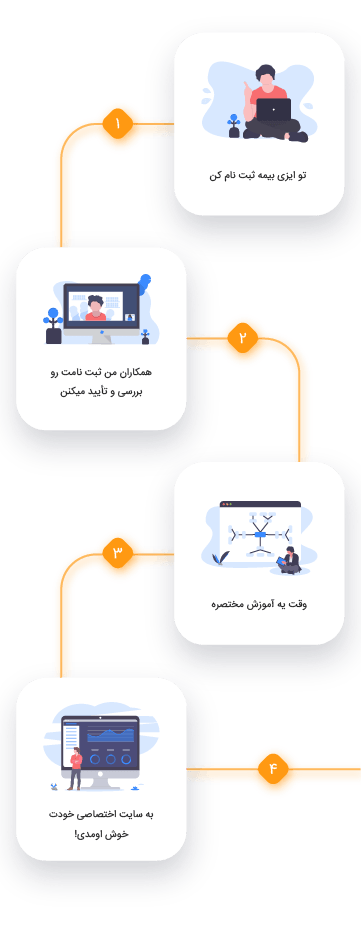 ۱
تو ایزی بیمه ثبت نام کن
۲
همکاران من ثبت نامت رو
بررسی و تأیید میکنن
۳
وقت یه آموزش مختصره
۴
به سایت اختصاصی خودت
خوش اومدی!